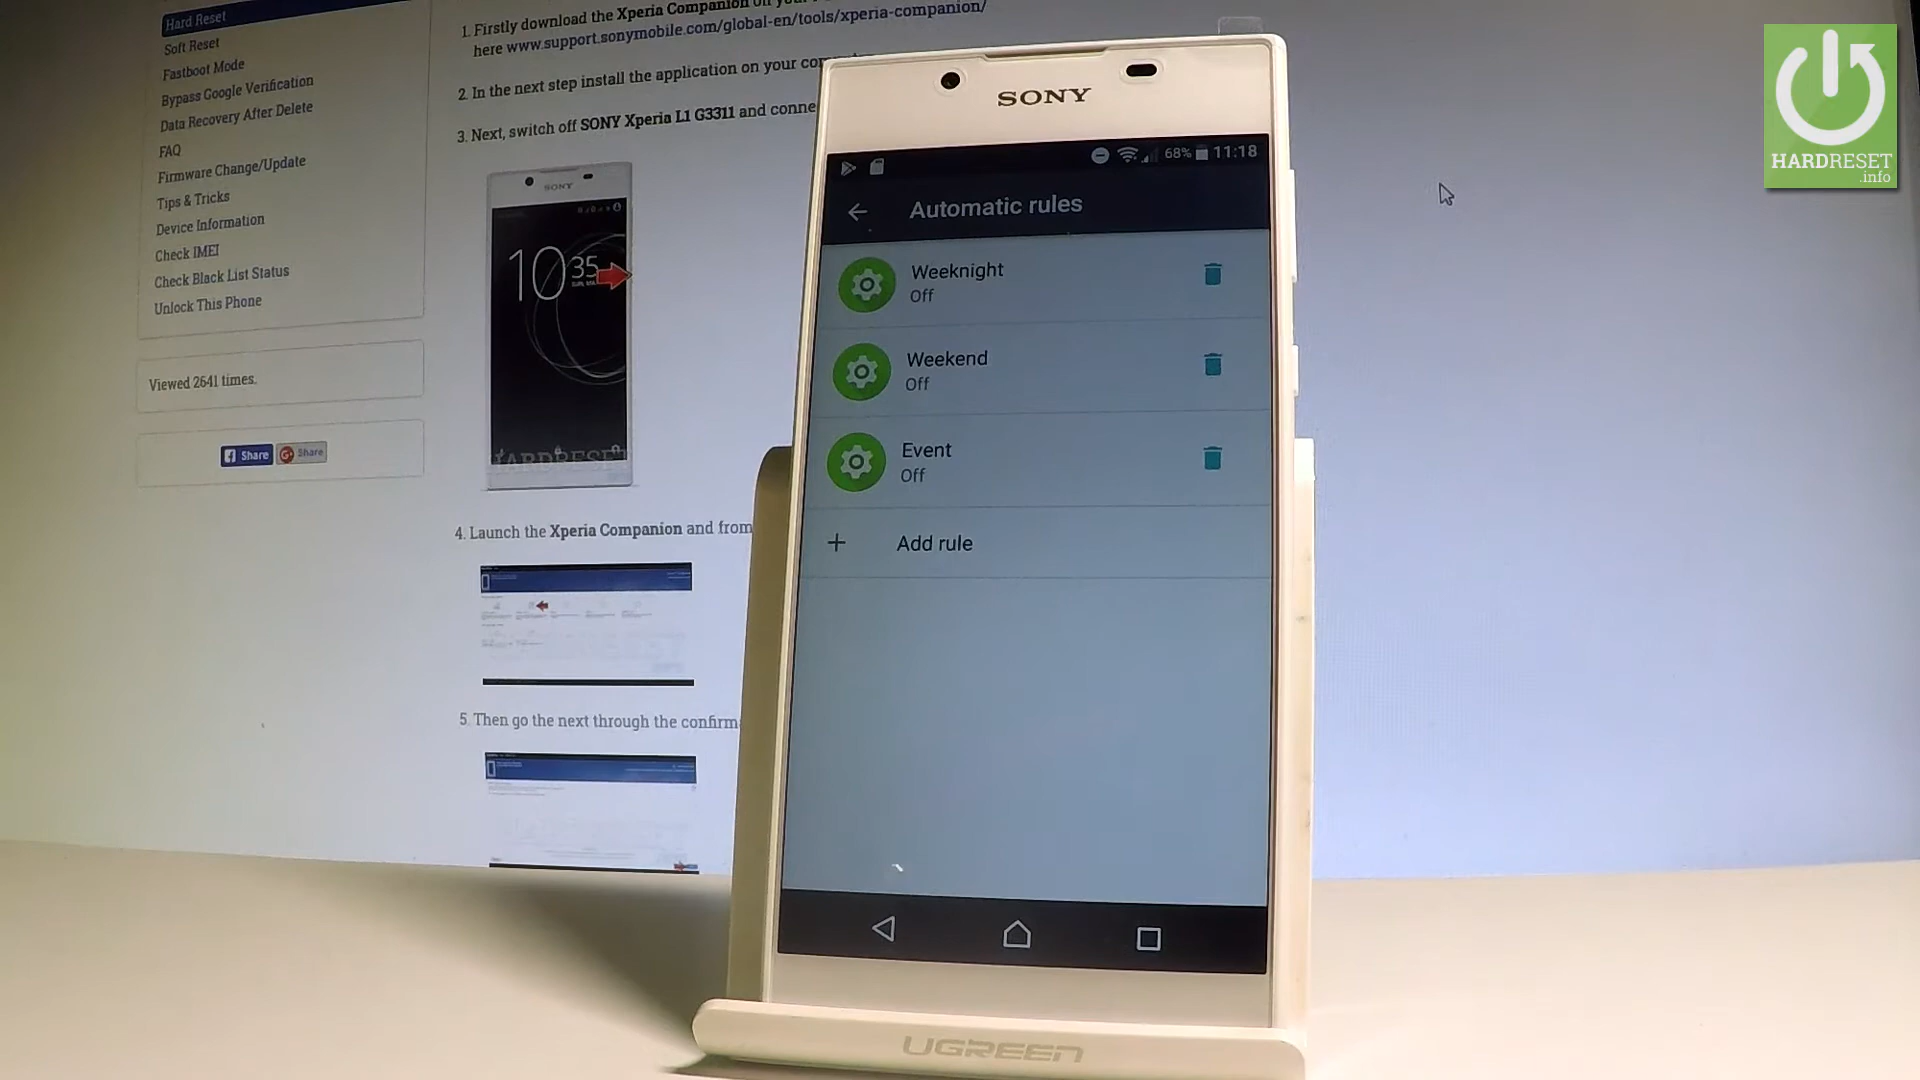 Hard Reset
Soft Reset
Fastboot Mode
Bypass Google Verification
Data Recovery After Delete
FAQ
Firmware Change/Update
Tips & Tricks
Device Information
Check IMEI
Check Black List Status
Unlock This Phone
Viewed 2641 times.
Share
Share
1. Firstly download the Xperia Companion on
here www.support.sonymobile.com/global-en/tools/xperia-companion/
2. In the next step install the application on your
3. Next, switch off SONY Xperia L1 G3311 and conne
SONY
10 35
HARDRESET
4. Launch the Xperia Companion and from
5. Then go the next through the confirm
SONY
68% 11:18
Automatic rules
Weeknight
Off
Weekend
Off
Event
Off
+ Add rule
UGREEN
HARDRESET
.info